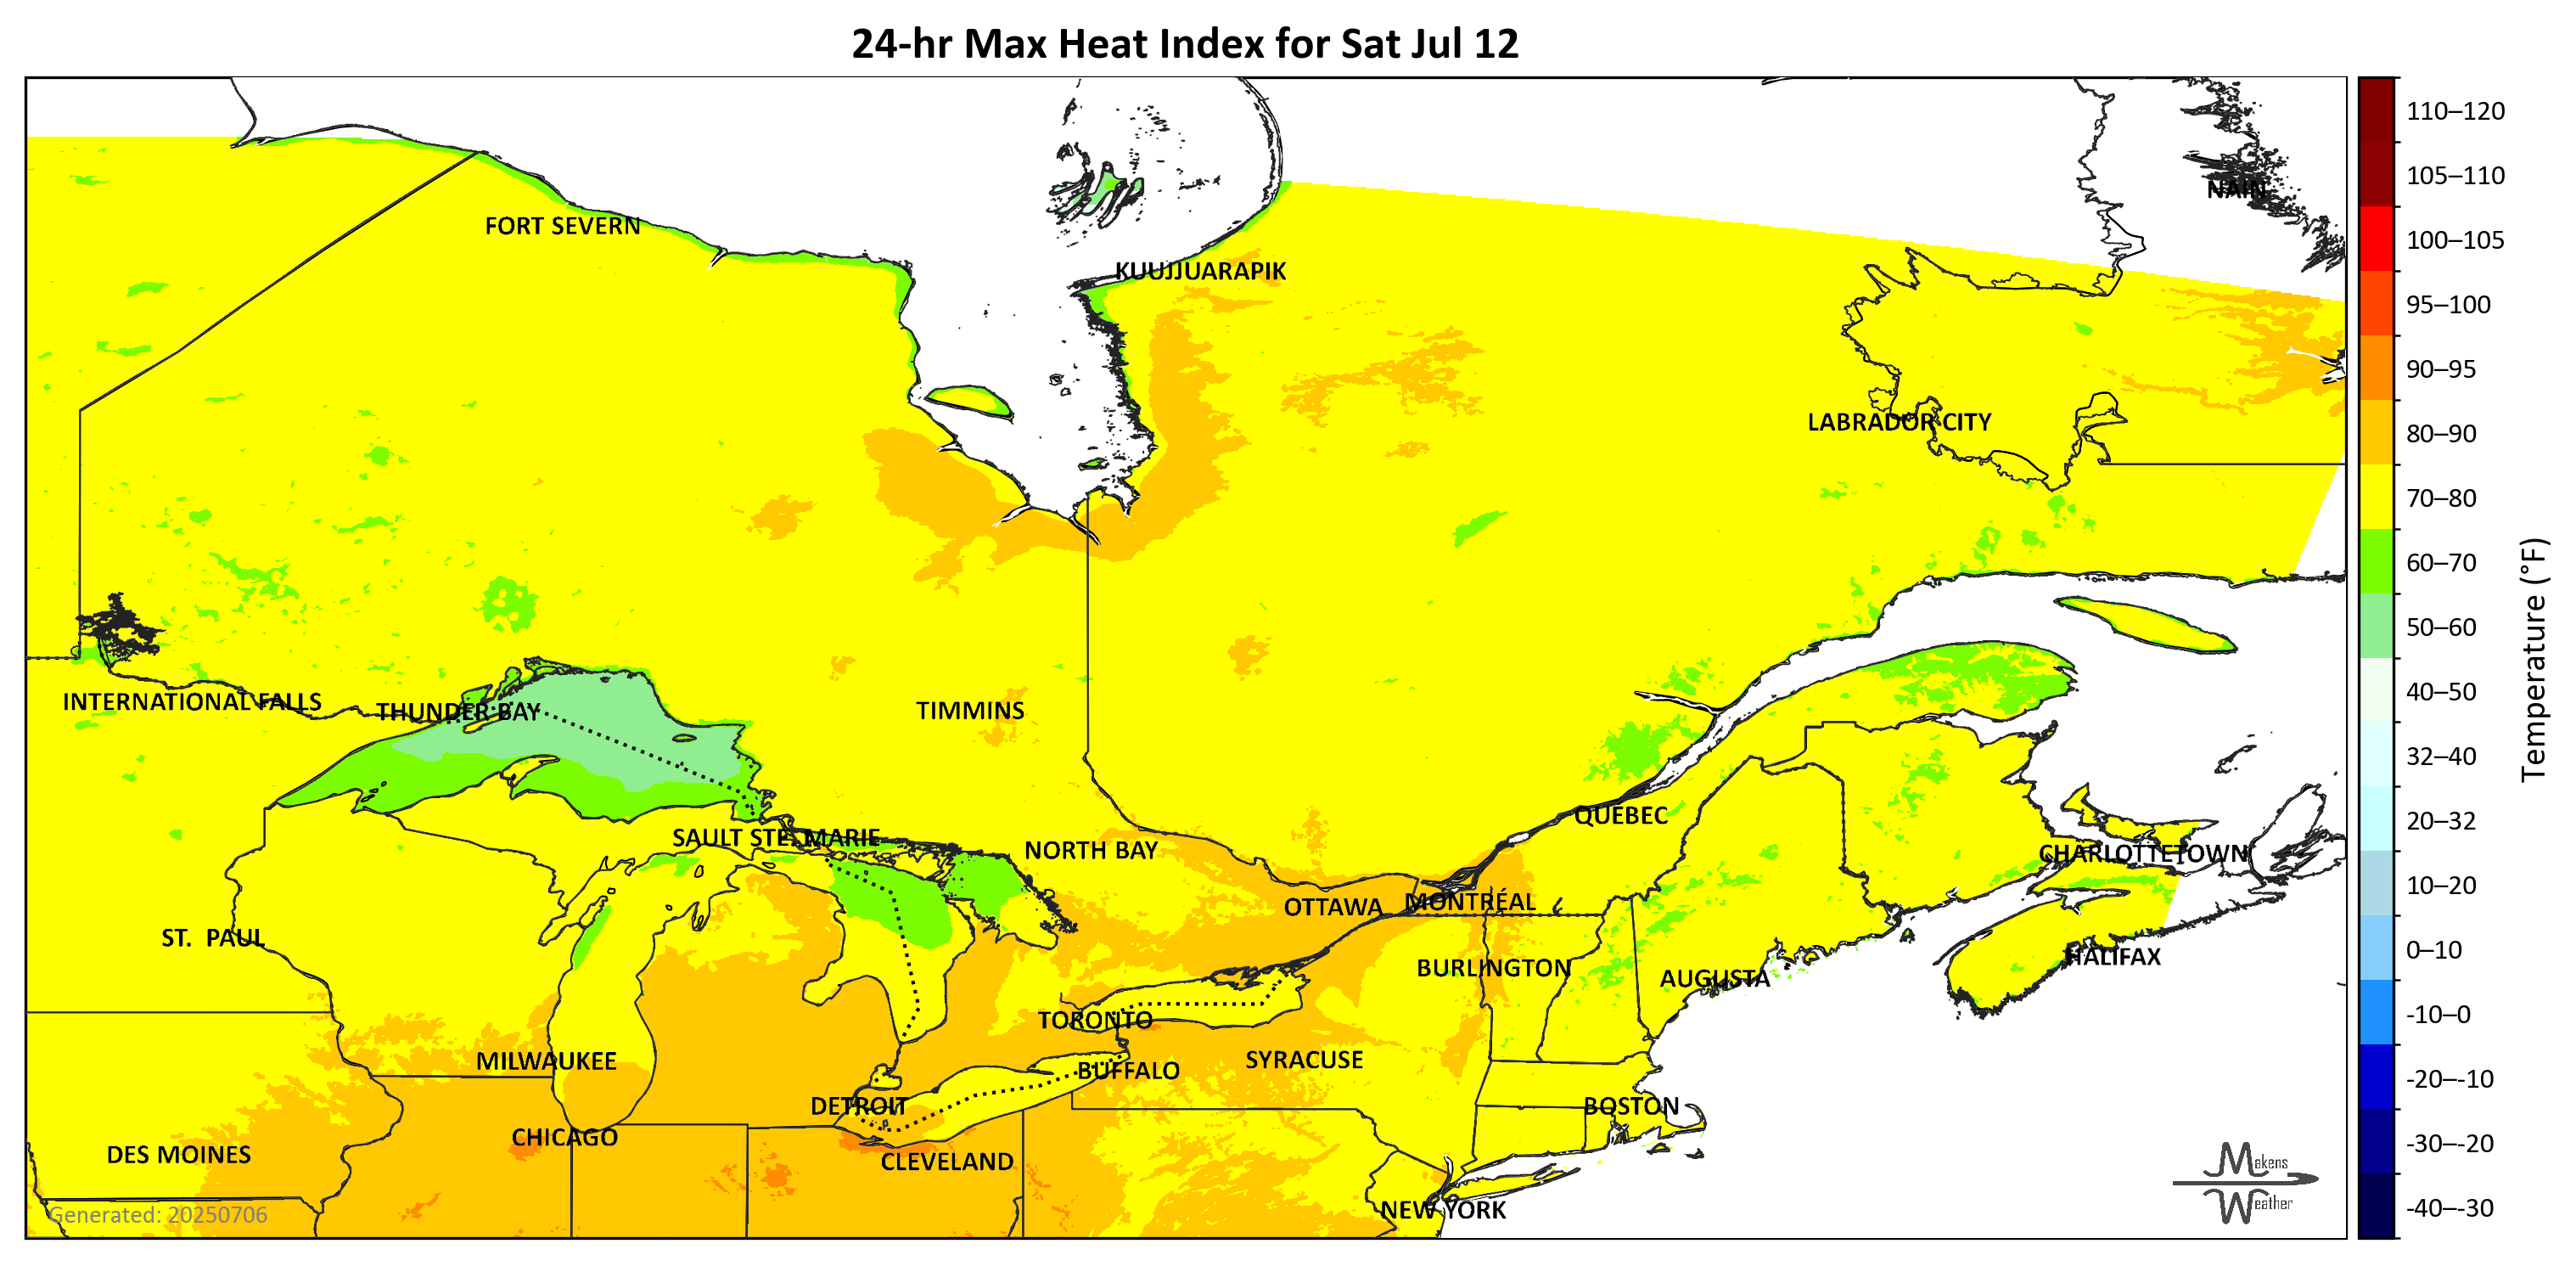 24-hr Max Heat Index for Sat Jul 12
NAIN
FORT SEVERN
KUUJJUARAPIK
LABRADOR CITY
INTERNATIONAL FALLS
THUNDER BAY
TIMMINS
QUÉBEC
SAULT STE. MARIE
NORTH BAY
CHARLOTTETOWN
OTTAWA
MONTRÉAL
ST. PAUL
HALIFAX
BURLINGTON
AUGUSTA
TORONTO
MILWAUKEE
SYRACUSE
BUFFALO
DETROIT
BOSTON
CHICAGO
DES MOINES
CLEVELAND
NEW YORK
Generated: 20250706
Makens
Weather
110–120
105–110
100–105
95–100
90–95
80–90
70–80
60–70
50–60
40–50
32–40
20–32
10–20
0–10
-10–0
-20–-10
-30–-20
-40–-30
Temperature (°F)